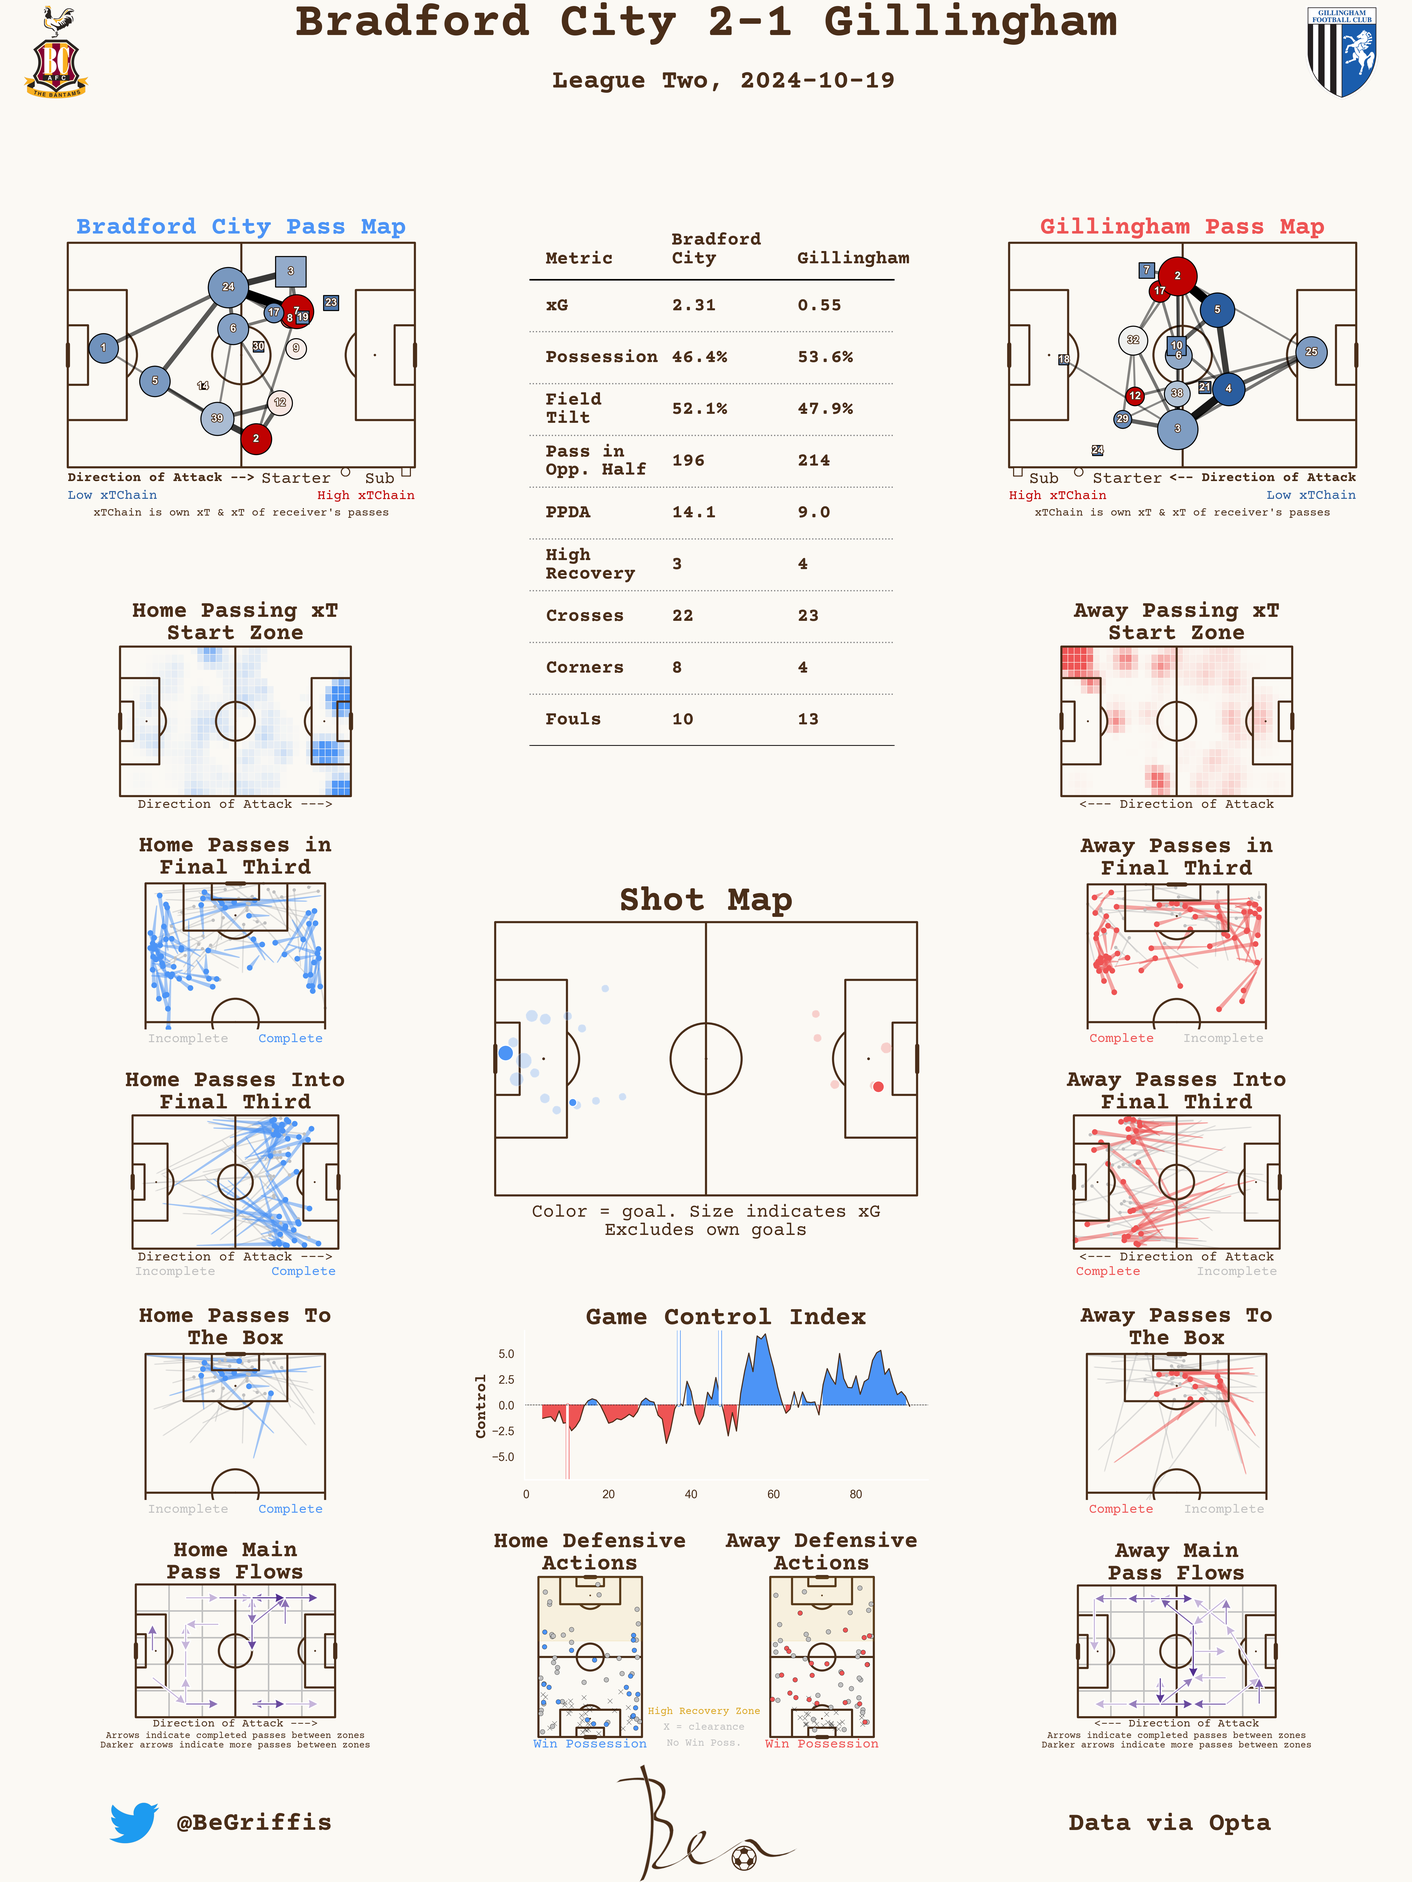 Bradford City 2-1 Gillingham
League Two, 2024-10-19
AFC
THE BANTAMS
GILLINGHAM
FOOTBALL CLUB
Bradford City Pass Map
1
5
24
6
39
2
12
9
3
7
8
17
19
23
30
14
Direction of Attack --> Starter Sub
Low xTChain High xTChain
xTChain is own xT & xT of receiver's passes
Metric Bradford City Gillingham
xG 2.31 0.55
Possession 46.4% 53.6%
Field Tilt 52.1% 47.9%
Pass in Opp. Half 196 214
PPDA 14.1 9.0
High Recovery 3 4
Crosses 22 23
Corners 8 4
Fouls 10 13
Gillingham Pass Map
7
2
17
5
32
10
6
25
18
12
38
21
4
29
3
24
Sub Starter <-- Direction of Attack
High xTChain Low xTChain
xTChain is own xT & xT of receiver's passes
Home Passing xT
Start Zone
Direction of Attack --->
Away Passing xT
Start Zone
<--- Direction of Attack
Home Passes in
Final Third
Incomplete Complete
Away Passes in
Final Third
Complete Incomplete
Shot Map
Color = goal. Size indicates xG
Excludes own goals
Home Passes Into
Final Third
Direction of Attack --->
Incomplete Complete
Away Passes Into
Final Third
<--- Direction of Attack
Complete Incomplete
Home Passes To
The Box
Incomplete Complete
Game Control Index
Control
5.0
2.5
0.0
−2.5
−5.0
0 20 40 60 80
Away Passes To
The Box
Complete Incomplete
Home Main
Pass Flows
Direction of Attack --->
Arrows indicate completed passes between zones
Darker arrows indicate more passes between zones
Home Defensive
Actions
Win Possession
High Recovery Zone
X = clearance
No Win Poss.
Away Defensive
Actions
Win Possession
Away Main
Pass Flows
<--- Direction of Attack
Arrows indicate completed passes between zones
Darker arrows indicate more passes between zones
@BeGriffis
Ben
Data via Opta